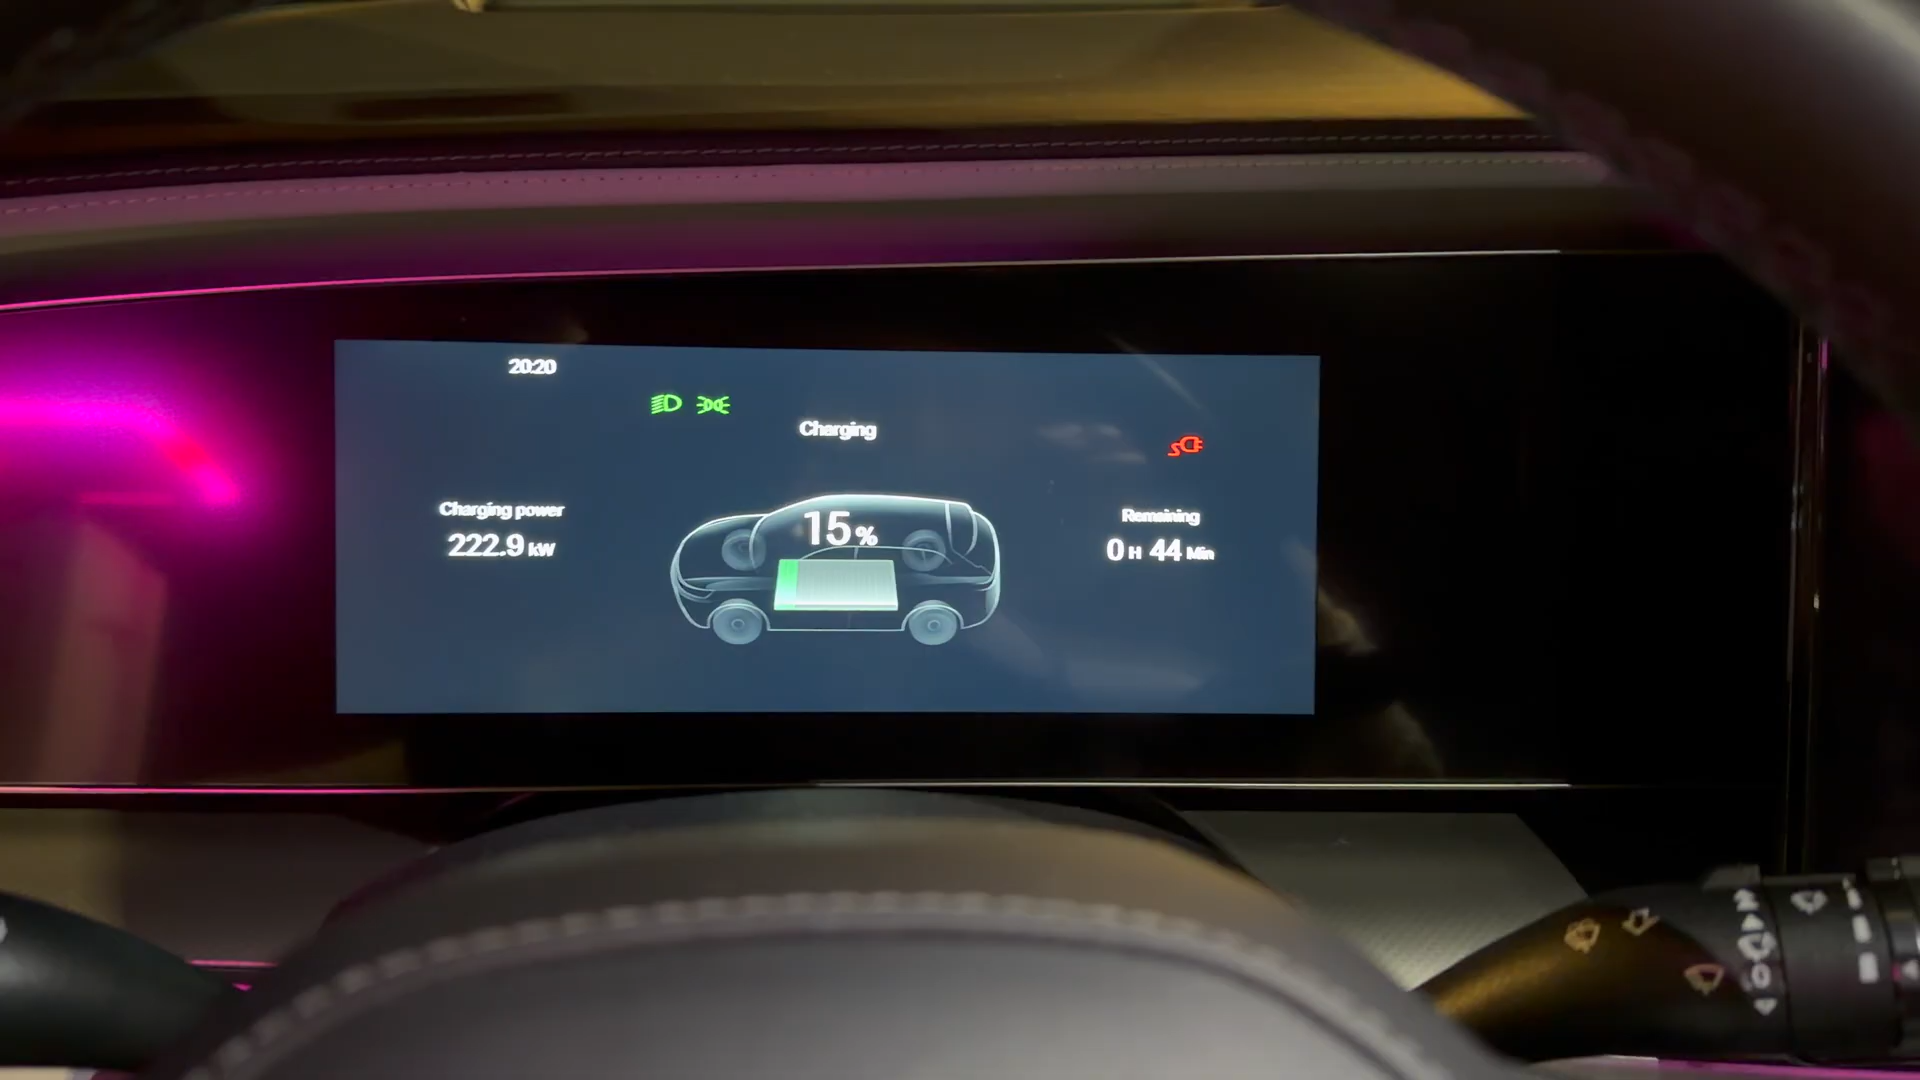 20:20
Charging
Charging power
222.9 kW
15 %
Remaining
0 H 44 Min